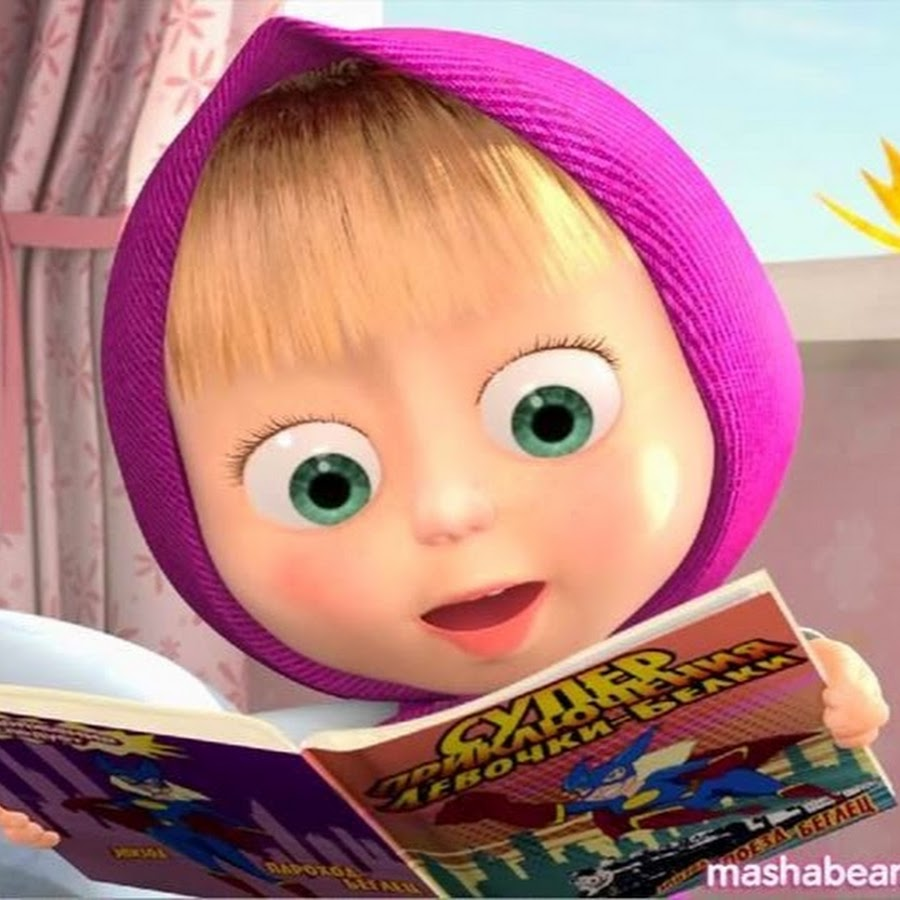 СУПЕР
ПРИКЛЮЧЕНИЯ
ДЕВОЧКИ-БЕЛКИ
ПОЕЗД БЕГЛЕЦ
ПАРОХОД
БЕГЛЕЦ
mashabear